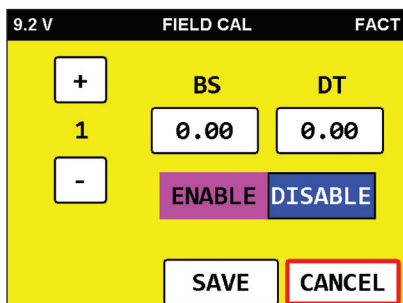 9.2 V FIELD CAL FACT
+ BS DT
1 0.00 0.00
-
ENABLE DISABLE
SAVE CANCEL